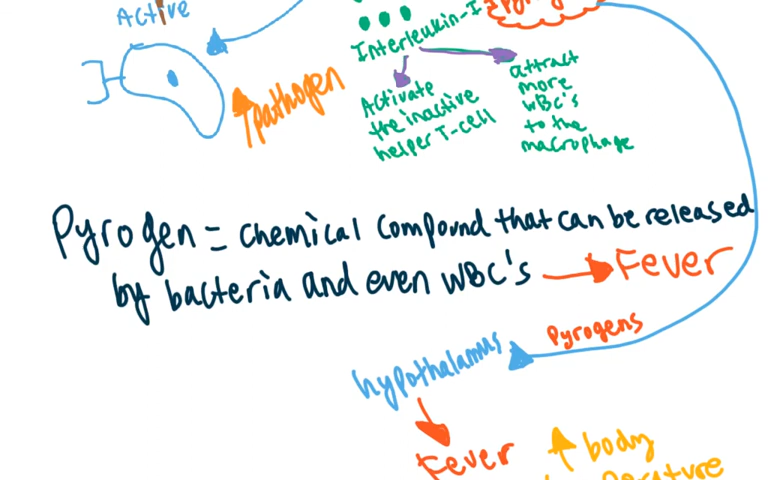 Active
Interleukin-I
Pyrogen
pathogen
Activate
the inactive
helper T-cell
attract
more
WBC's
to the
macrophage
Pyrogen = chemical compound that can be released
by bacteria and even WBC's → Fever
Pyrogens
hypothalamus
Fever
↑ body